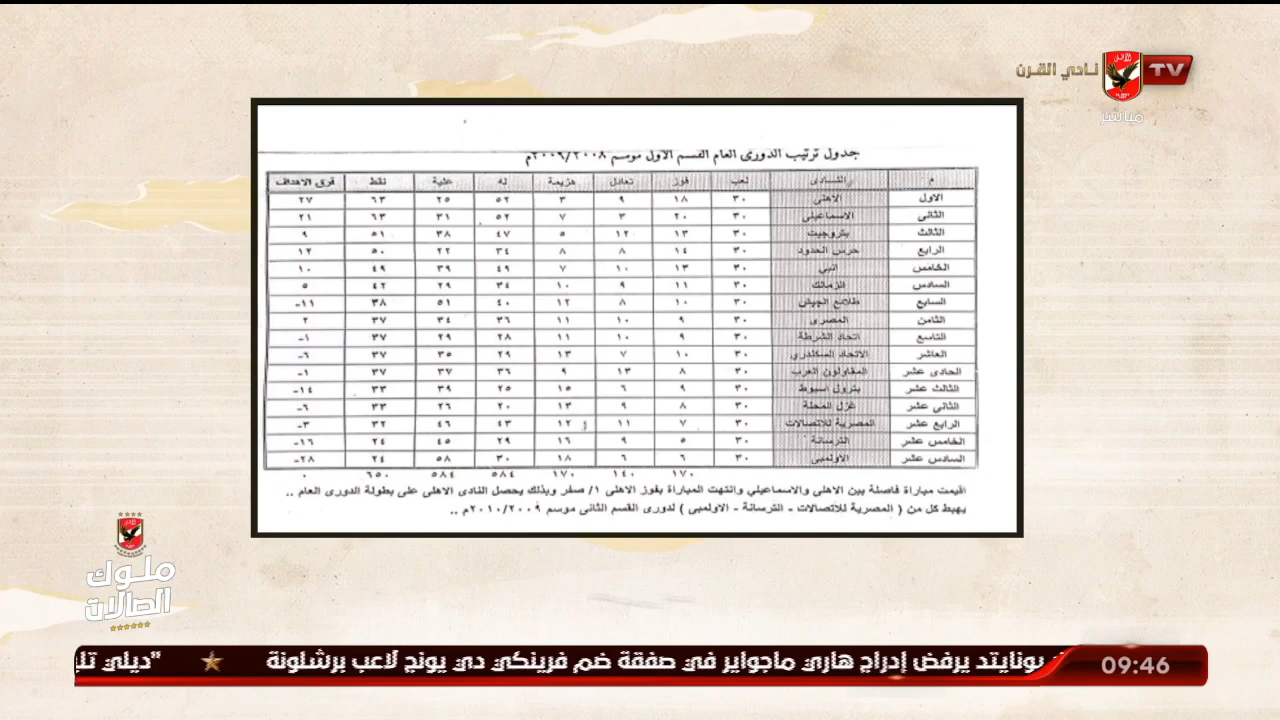 نادي القرن TV
مباشر
جدول ترتيب الدورى العام القسم الاول موسم ٢٠٠٦/٢٠٠٨م
م النادى لعب فوز تعادل هزيمة له علية نقط فرق الاهداف
الاول الاهلى ٣٠ ١٨ ٩ ٣ ٥٢ ٢٥ ٦٣ ٢٧
الثانى الاسماعيلى ٣٠ ٢٠ ٣ ٧ ٥٢ ٣١ ٦٣ ٢١
الثالث بتروجيت ٣٠ ١٣ ١٢ ٥ ٤٧ ٣٨ ٥١ ٩
الرابع حرس الحدود ٣٠ ١٤ ٨ ٨ ٣٤ ٢٢ ٥٠ ١٢
الخامس انبي ٣٠ ١٣ ١٠ ٧ ٤٩ ٣٩ ٤٩ ١٠
السادس الزمالك ٣٠ ١١ ٩ ١٠ ٣٤ ٢٩ ٤٢ ٥
السابع طلائع الجيش ٣٠ ١٠ ٨ ١٢ ٤٠ ٥١ ٣٨ ١١-
الثامن المصرى ٣٠ ٩ ١٠ ١١ ٣٦ ٣٤ ٣٧ ٢
التاسع اتحاد الشرطة ٣٠ ٩ ١٠ ١١ ٢٨ ٢٩ ٣٧ ١-
العاشر الاتحاد السكندري ٣٠ ١٠ ٧ ١٣ ٢٩ ٣٥ ٣٧ ٦-
الحادى عشر المقاولون العرب ٣٠ ٨ ١٣ ٩ ٣٦ ٣٧ ٣٧ ١-
الثالث عشر بترول اسيوط ٣٠ ٩ ٦ ١٥ ٢٥ ٣٩ ٣٣ ١٤-
الثاني عشر غزل المحلة ٣٠ ٨ ٩ ١٣ ٢٠ ٢٦ ٣٣ ٦-
الرابع عشر المصرية للاتصالات ٣٠ ٧ ١١ ١٢ ٤٣ ٤٦ ٣٢ ٣-
الخامس عشر الترسانة ٣٠ ٥ ٩ ١٦ ٢٩ ٤٥ ٢٤ ١٦-
السادس عشر الاولمبى ٣٠ ٦ ٦ ١٨ ٣٠ ٥٨ ٢٤ ٢٨-
١٧٠ ١٤٠ ١٧٠ ٥٨٤ ٥٨٤ ٦٥٠ ٠
اقيمت مباراة فاصلة بين الاهلى والاسماعيلي وانتهت المباراة بفوز الاهلى ١/ صفر وبذلك يحصل النادى الاهلى على بطولة الدورى العام ..
يهبط كل من ( المصرية للاتصالات - الترسانة - الاولمبى ) لدورى القسم الثانى موسم ٢٠١٠/٢٠٠٩م ..
ملوك
الصالات
يونايتد يرفض إدراج هاري ماجواير في صفقة ضم فرينكي دي يونج لاعب برشلونة ★ "ديلي
09:46